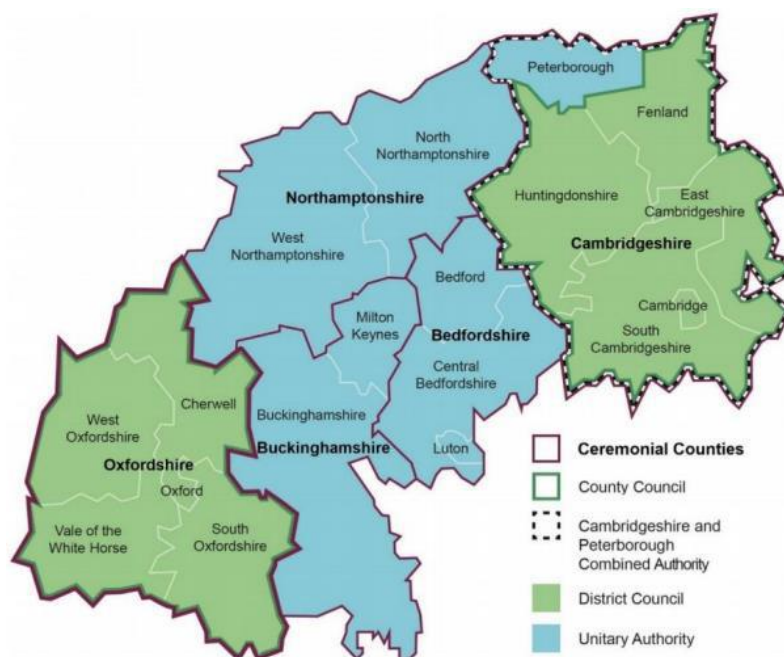 Peterborough
Fenland
North
Northamptonshire
Huntingdonshire
East
Cambridgeshire
Northamptonshire
West
Northamptonshire
Cambridgeshire
Bedford
Cambridge
Milton
Keynes
Bedfordshire
South
Cambridgeshire
Central
Bedfordshire
Cherwell
West
Oxfordshire
Buckinghamshire
Buckinghamshire
Luton
Oxfordshire
Oxford
Vale of the
White Horse
South
Oxfordshire
Ceremonial Counties
County Council
Cambridgeshire and
Peterborough
Combined Authority
District Council
Unitary Authority